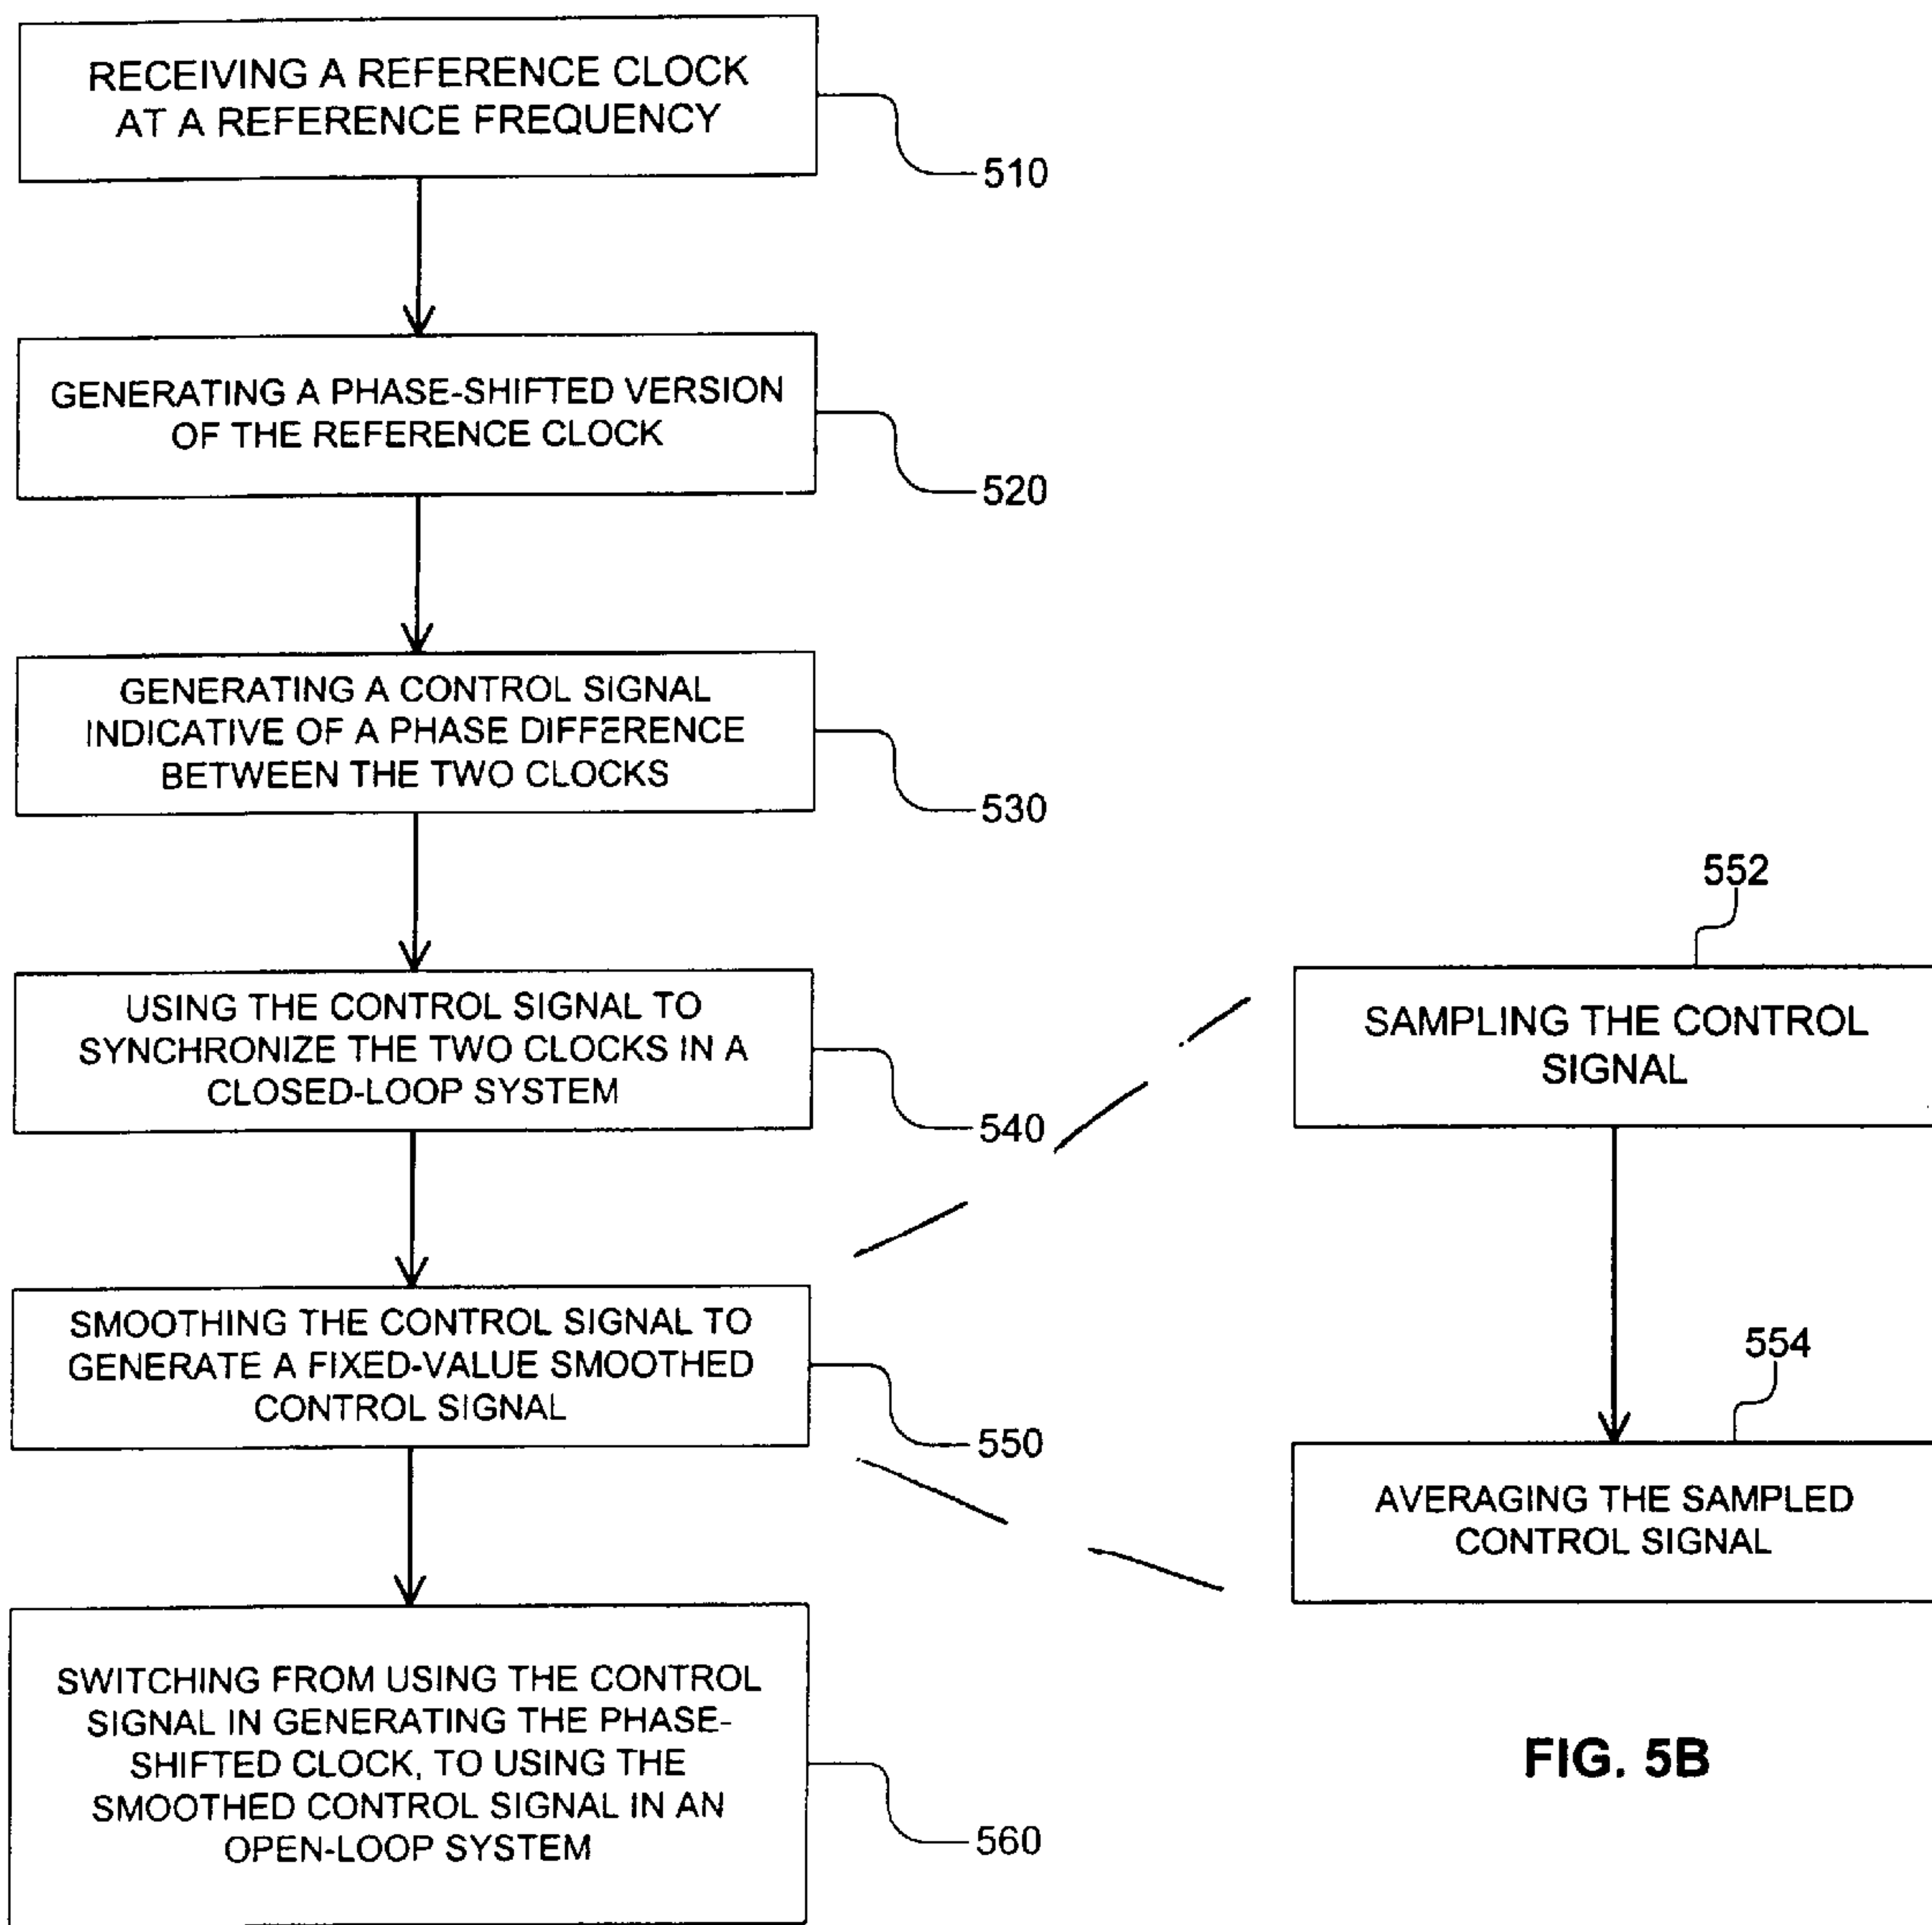 RECEIVING A REFERENCE CLOCK
AT A REFERENCE FREQUENCY
510
GENERATING A PHASE-SHIFTED VERSION
OF THE REFERENCE CLOCK
520
GENERATING A CONTROL SIGNAL
INDICATIVE OF A PHASE DIFFERENCE
BETWEEN THE TWO CLOCKS
530
USING THE CONTROL SIGNAL TO
SYNCHRONIZE THE TWO CLOCKS IN A
CLOSED-LOOP SYSTEM
540
SMOOTHING THE CONTROL SIGNAL TO
GENERATE A FIXED-VALUE SMOOTHED
CONTROL SIGNAL
550
SWITCHING FROM USING THE CONTROL
SIGNAL IN GENERATING THE PHASE-
SHIFTED CLOCK, TO USING THE
SMOOTHED CONTROL SIGNAL IN AN
OPEN-LOOP SYSTEM
560
552
SAMPLING THE CONTROL
SIGNAL
554
AVERAGING THE SAMPLED
CONTROL SIGNAL
FIG. 5B